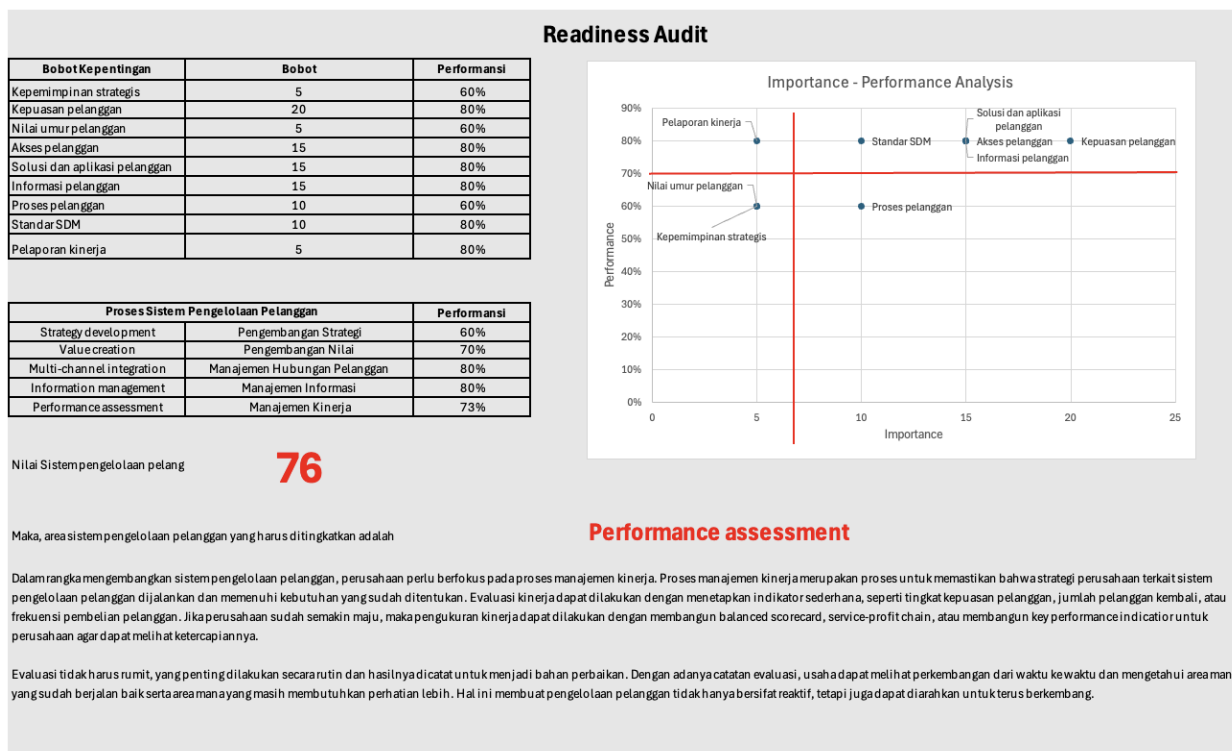 Readiness Audit
Bobot Kepentingan Bobot Performansi
Kepemimpinan strategis 5 60%
Kepuasan pelanggan 20 80%
Nilai umur pelanggan 5 60%
Akses pelanggan 15 80%
Solusi dan aplikasi pelanggan 15 80%
Informasi pelanggan 15 80%
Proses pelanggan 10 60%
Standar SDM 10 80%
Pelaporan kinerja 5 80%
Proses Sistem Pengelolaan Pelanggan Performansi
Strategy development Pengembangan Strategi 60%
Value creation Pengembangan Nilai 70%
Multi-channel integration Manajemen Hubungan Pelanggan 80%
Information management Manajemen Informasi 80%
Performance assessment Manajemen Kinerja 73%
Importance - Performance Analysis
Performance
90%
80%
70%
60%
50%
40%
30%
20%
10%
0%
Pelaporan kinerja
Standar SDM
Solusi dan aplikasi
pelanggan
Akses pelanggan
Informasi pelanggan
Kepuasan pelanggan
Nilai umur pelanggan
Kepemimpinan strategis
Proses pelanggan
0 5 10 15 20 25
Importance
Nilai Sistem pengelolaan pelang 76
Maka, area sistem pengelolaan pelanggan yang harus ditingkatkan adalah Performance assessment
Dalam rangka mengembangkan sistem pengelolaan pelanggan, perusahaan perlu berfokus pada proses manajemen kinerja. Proses manajemen kinerja merupakan proses untuk memastikan bahwa strategi perusahaan terkait sistem
pengelolaan pelanggan dijalankan dan memenuhi kebutuhan yang sudah ditentukan. Evaluasi kinerja dapat dilakukan dengan menetapkan indikator sederhana, seperti tingkat kepuasan pelanggan, jumlah pelanggan kembali, atau
frekuensi pembelian pelanggan. Jika perusahaan sudah semakin maju, maka pengukuran kinerja dapat dilakukan dengan membangun balanced scorecard, service-profit chain, atau membangun key performance indicatior untuk
perusahaan agar dapat melihat ketercapiannya.
Evaluasi tidak harus rumit, yang penting dilakukan secara rutin dan hasilnya dicatat untuk menjadi bahan perbaikan. Dengan adanya catatan evaluasi, usaha dapat melihat perkembangan dari waktu ke waktu dan mengetahui area man
yang sudah berjalan baik serta area mana yang masih membutuhkan perhatian lebih. Hal ini membuat pengelolaan pelanggan tidak hanya bersifat reaktif, tetapi juga dapat diarahkan untuk terus berkembang.